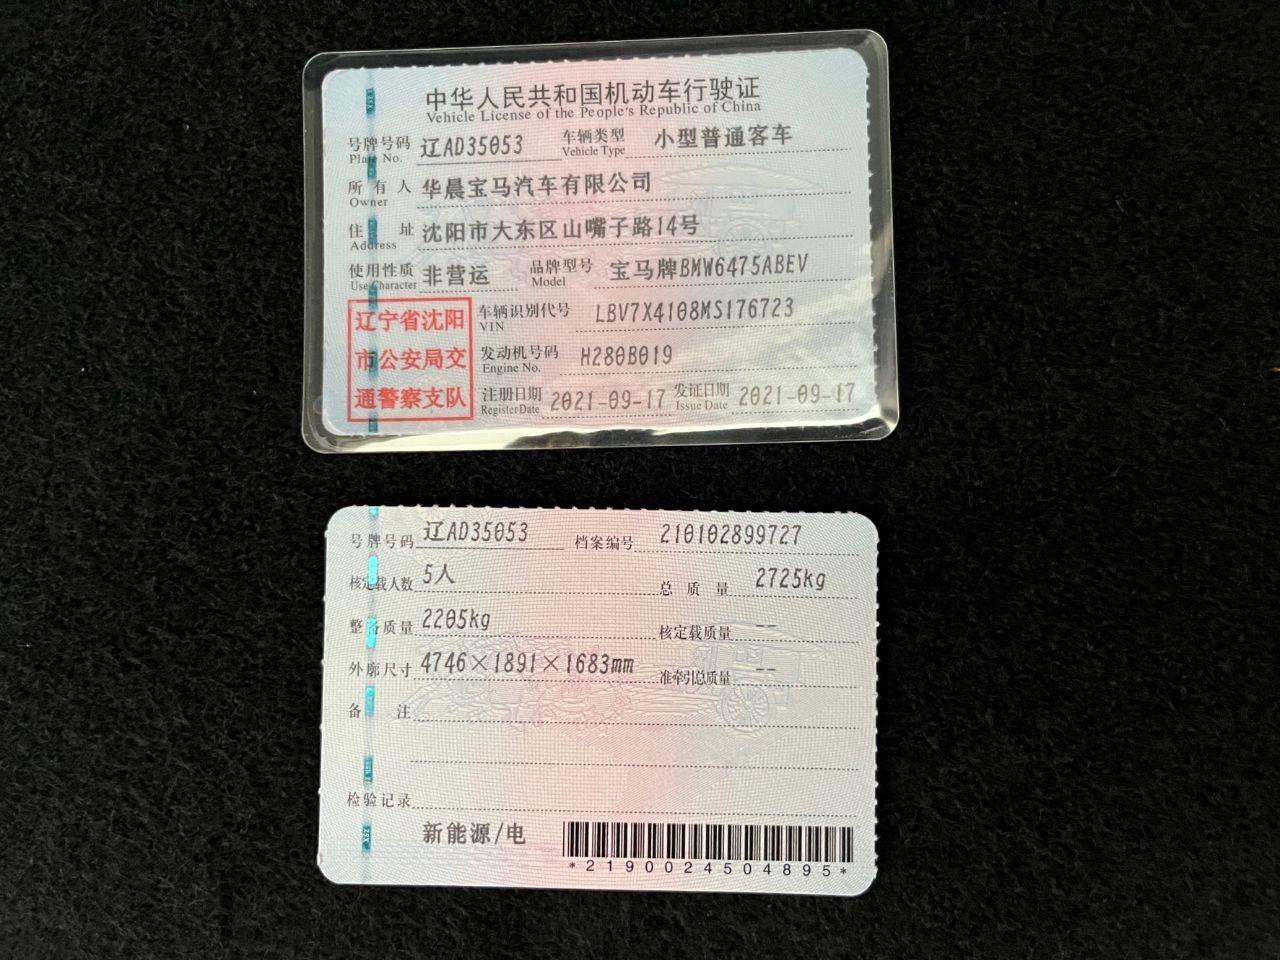 中华人民共和国机动车行驶证
Vehicle License of the People's Republic of China
号牌号码 辽AD35053 车辆类型 小型普通客车
Plate No. Vehicle Type
所有人 华晨宝马汽车有限公司
Owner
住址 沈阳市大东区山嘴子路14号
Address
使用性质 非营运 品牌型号 宝马牌BMW6475ABEV
Use Character Model
辽宁省沈阳
市公安局交
通警察支队
车辆识别代号 LBV7X4108MS176723
VIN
发动机号码 H280B019
Engine No.
注册日期 2021-09-17 发证日期 2021-09-17
Register Date Issue Date
号牌号码 辽AD35053 档案编号 210102899727
核定载人数 5人 总质量 2725kg
整备质量 2205kg 核定载质量 --
外廓尺寸 4746×1891×1683mm 准牵引总质量 --
备注
检验记录
新能源/电
*2190024504895*